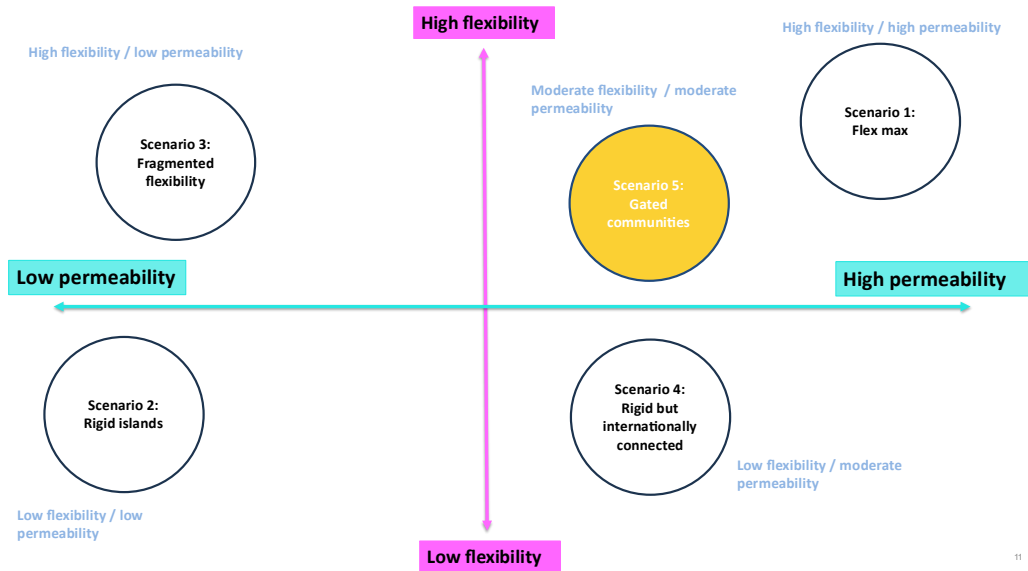 High flexibility
High flexibility / low permeability
High flexibility / high permeability
Moderate flexibility  / moderate
permeability
Scenario 3:
Fragmented
flexibility
Scenario 5:
Gated
communities
Scenario 1:
Flex max
Low permeability
High permeability
Scenario 2:
Rigid islands
Scenario 4:
Rigid but
internationally
connected
Low flexibility / low
permeability
Low flexibility / moderate
permeability
Low flexibility
11